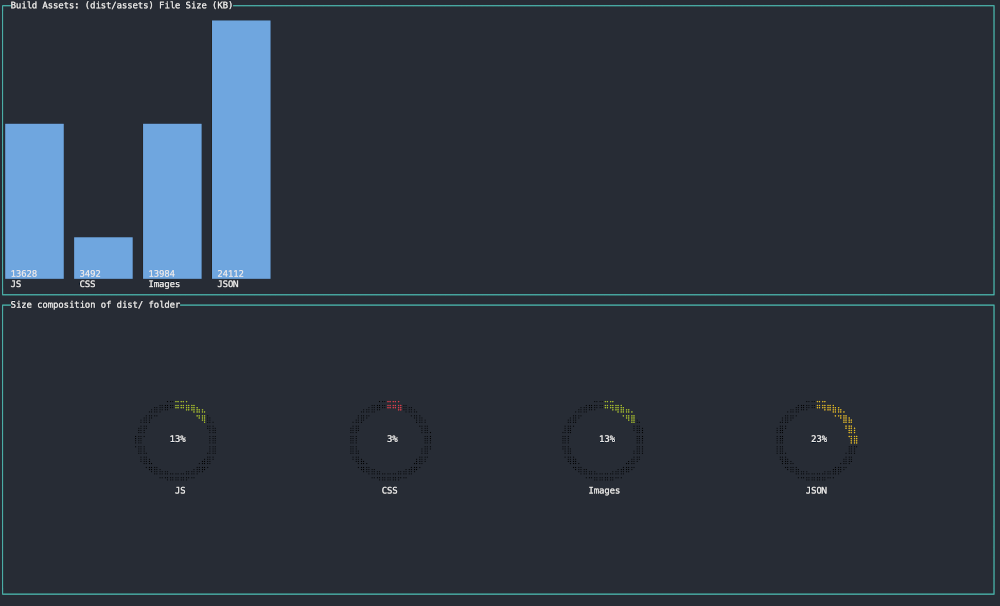 Build Assets: (dist/assets) File Size (KB)
13628 3492 13984 24112
JS CSS Images JSON
Size composition of dist/ folder
13% 3% 13% 23%
JS CSS Images JSON